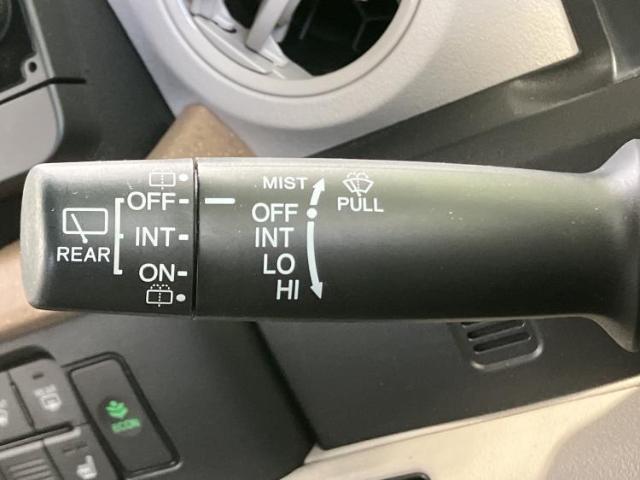 REAR
OFF
INT
ON
MIST
OFF
INT
LO
HI
PULL
ECON